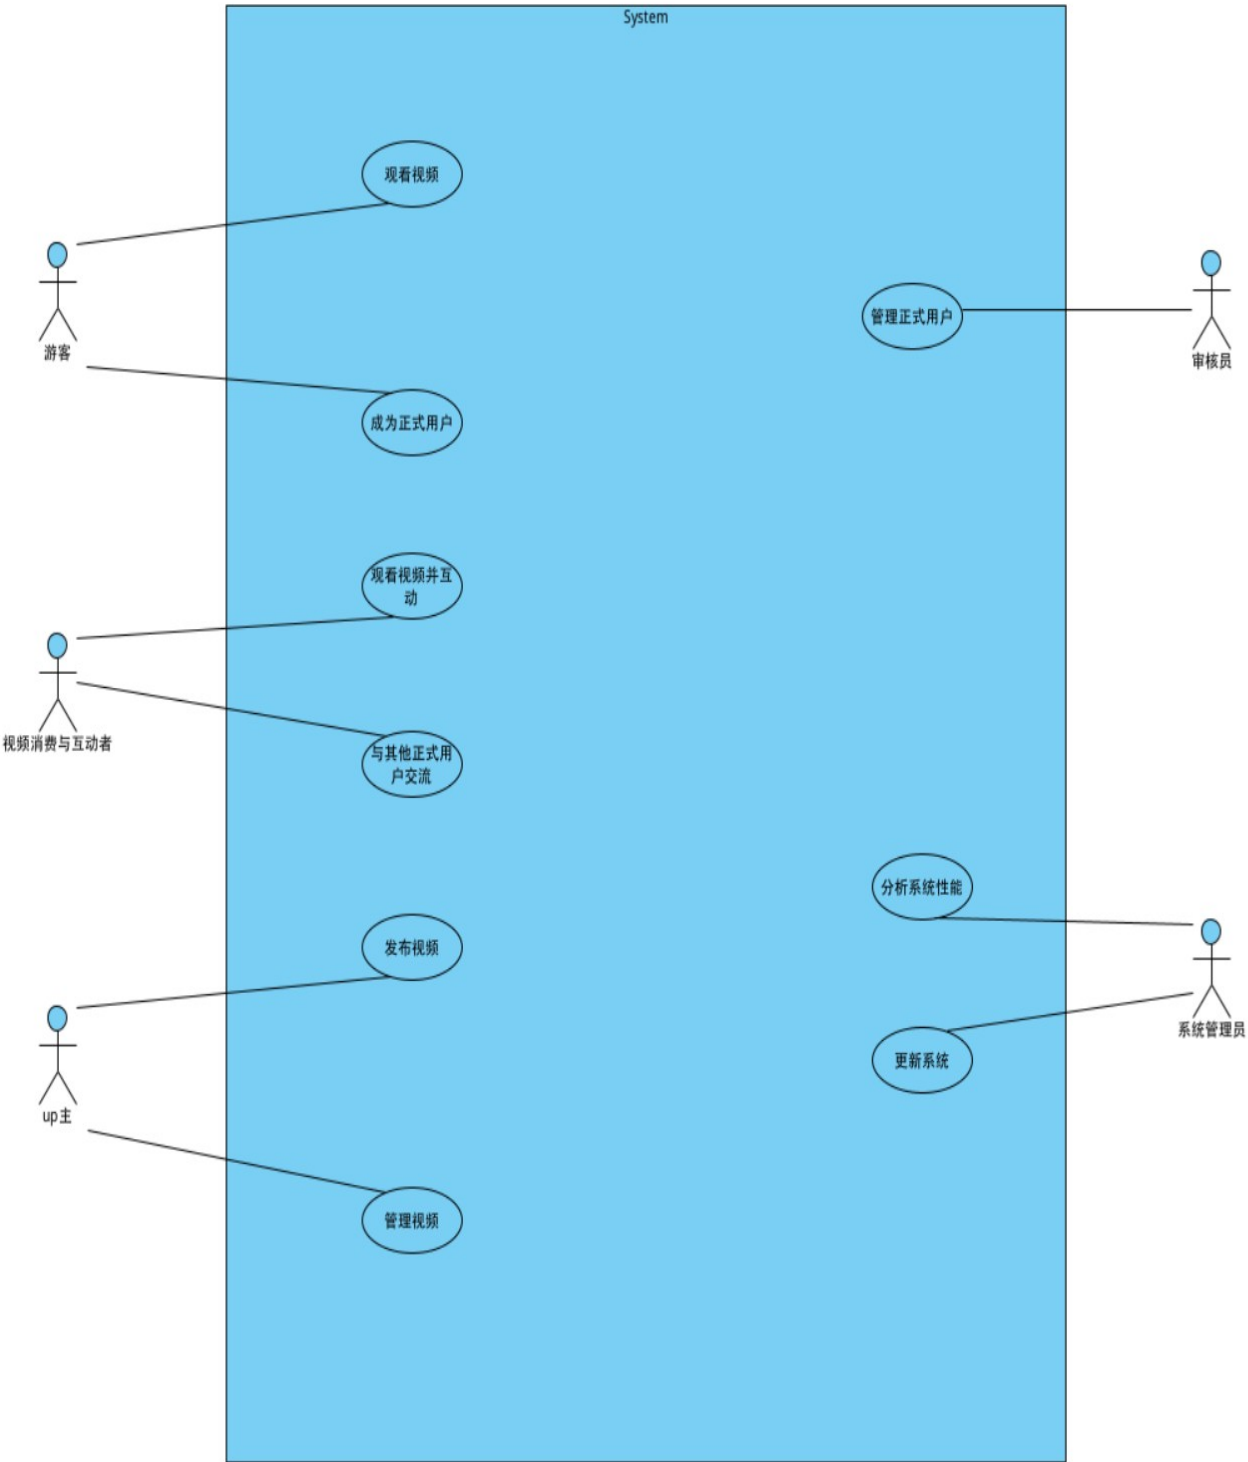 System
观看视频
游客
管理正式用户
审核员
成为正式用户
观看视频并互
动
视频消费与互动者
与其他正式用
户交流
分析系统性能
发布视频
系统管理员
更新系统
up主
管理视频